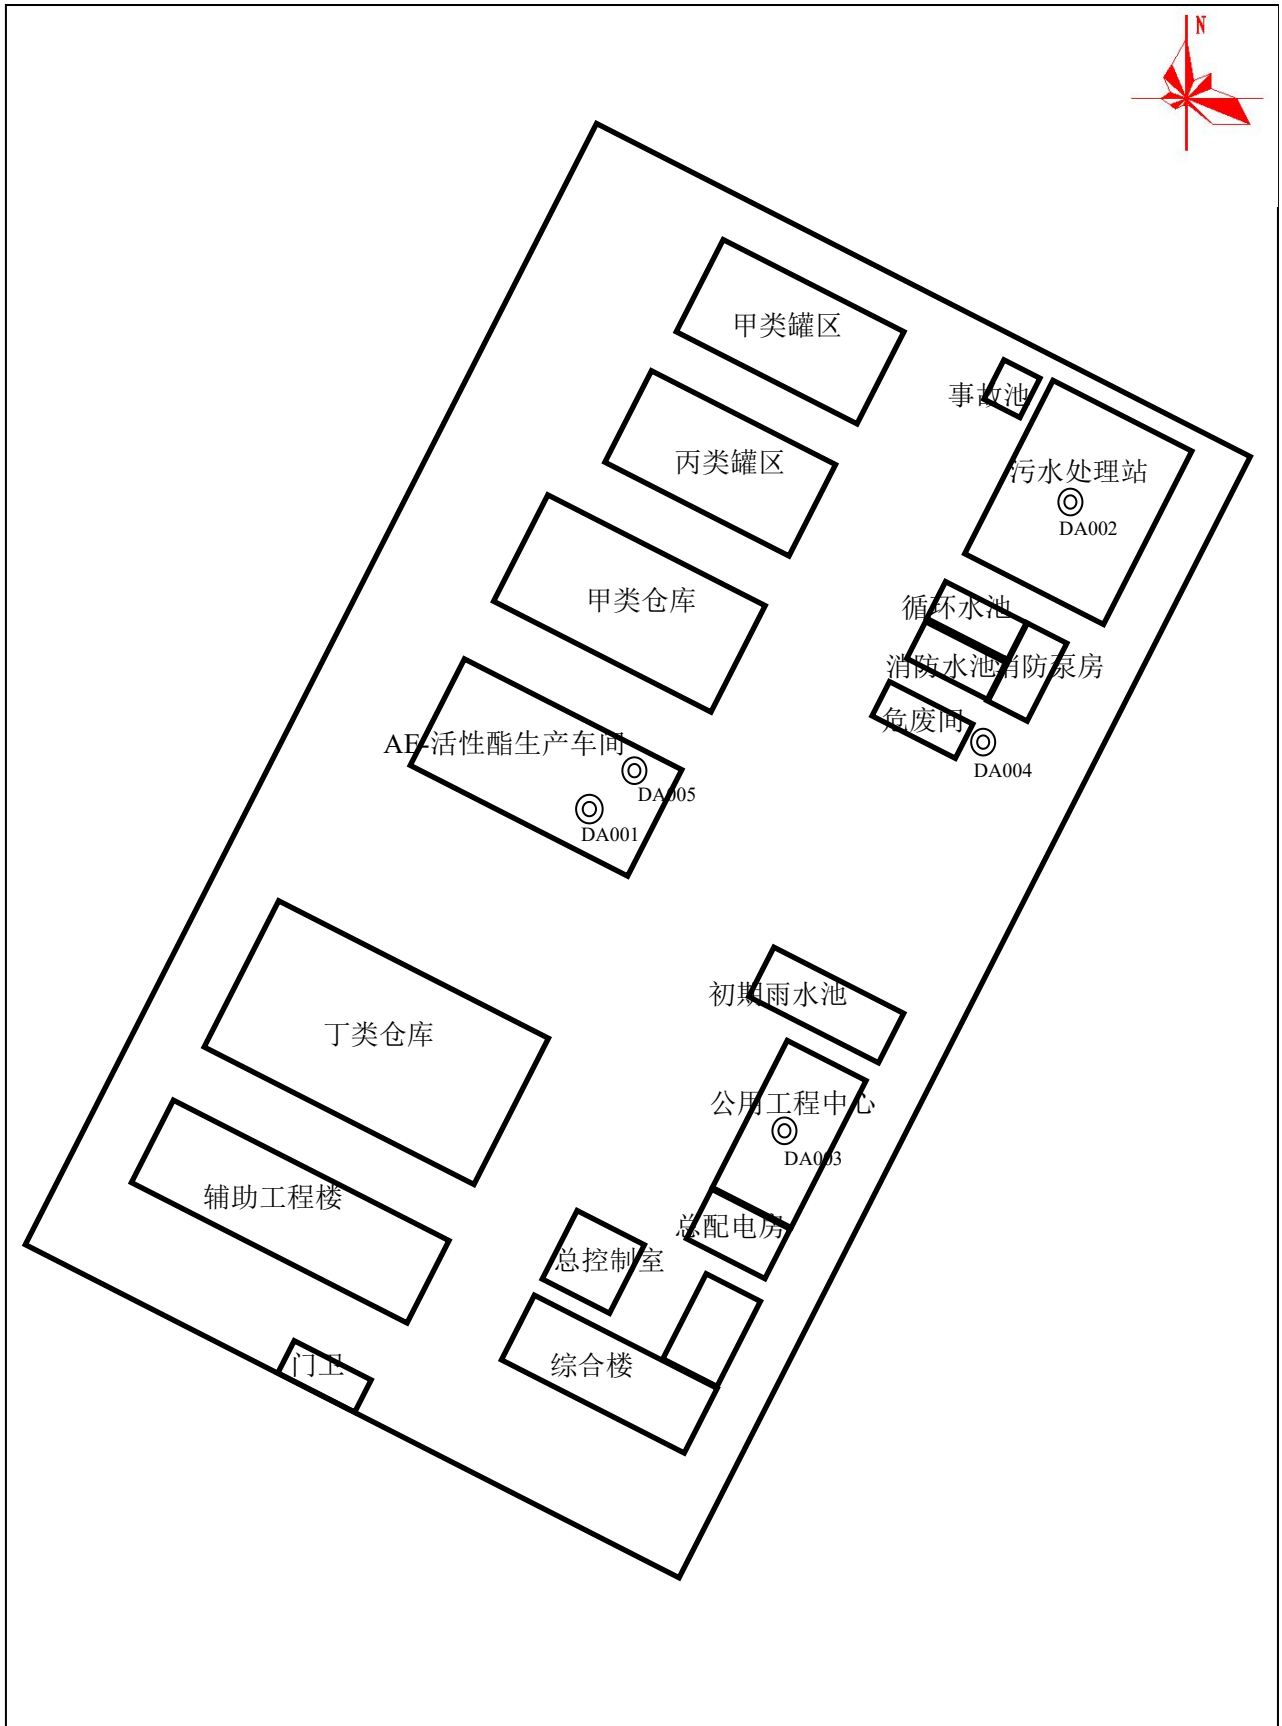 N
甲类罐区
事故池
丙类罐区
污水处理站
DA002
甲类仓库
循环水池
消防水池
消防泵房
危废间
DA004
AE-活性酯生产车间
DA005
DA001
初期雨水池
丁类仓库
公用工程中心
DA003
辅助工程楼
总配电房
总控制室
门卫
综合楼